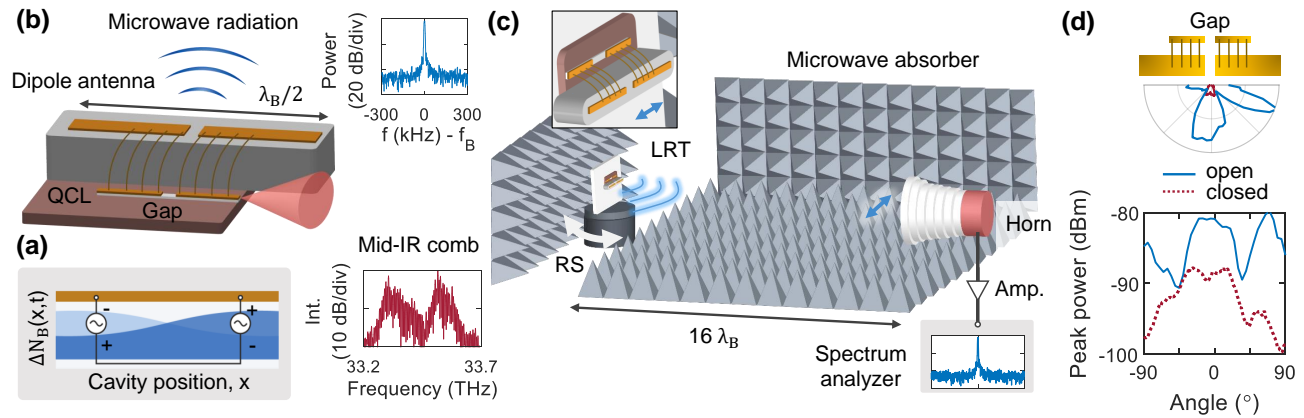 (b)
Microwave radiation
Dipole antenna
λB/2
QCL
Gap
Power
(20 dB/div)
-300
0
300
f (kHz) - fB
(a)
ΔNB(x,t)
-
+
+
-
Cavity position, x
Mid-IR comb
Int.
(10 dB/div)
33.2
33.7
Frequency (THz)
(c)
Microwave absorber
LRT
RS
Horn
Amp.
16 λB
Spectrum
analyzer
(d)
Gap
open
closed
Peak power (dBm)
-80
-90
-100
-90
0
90
Angle (°)